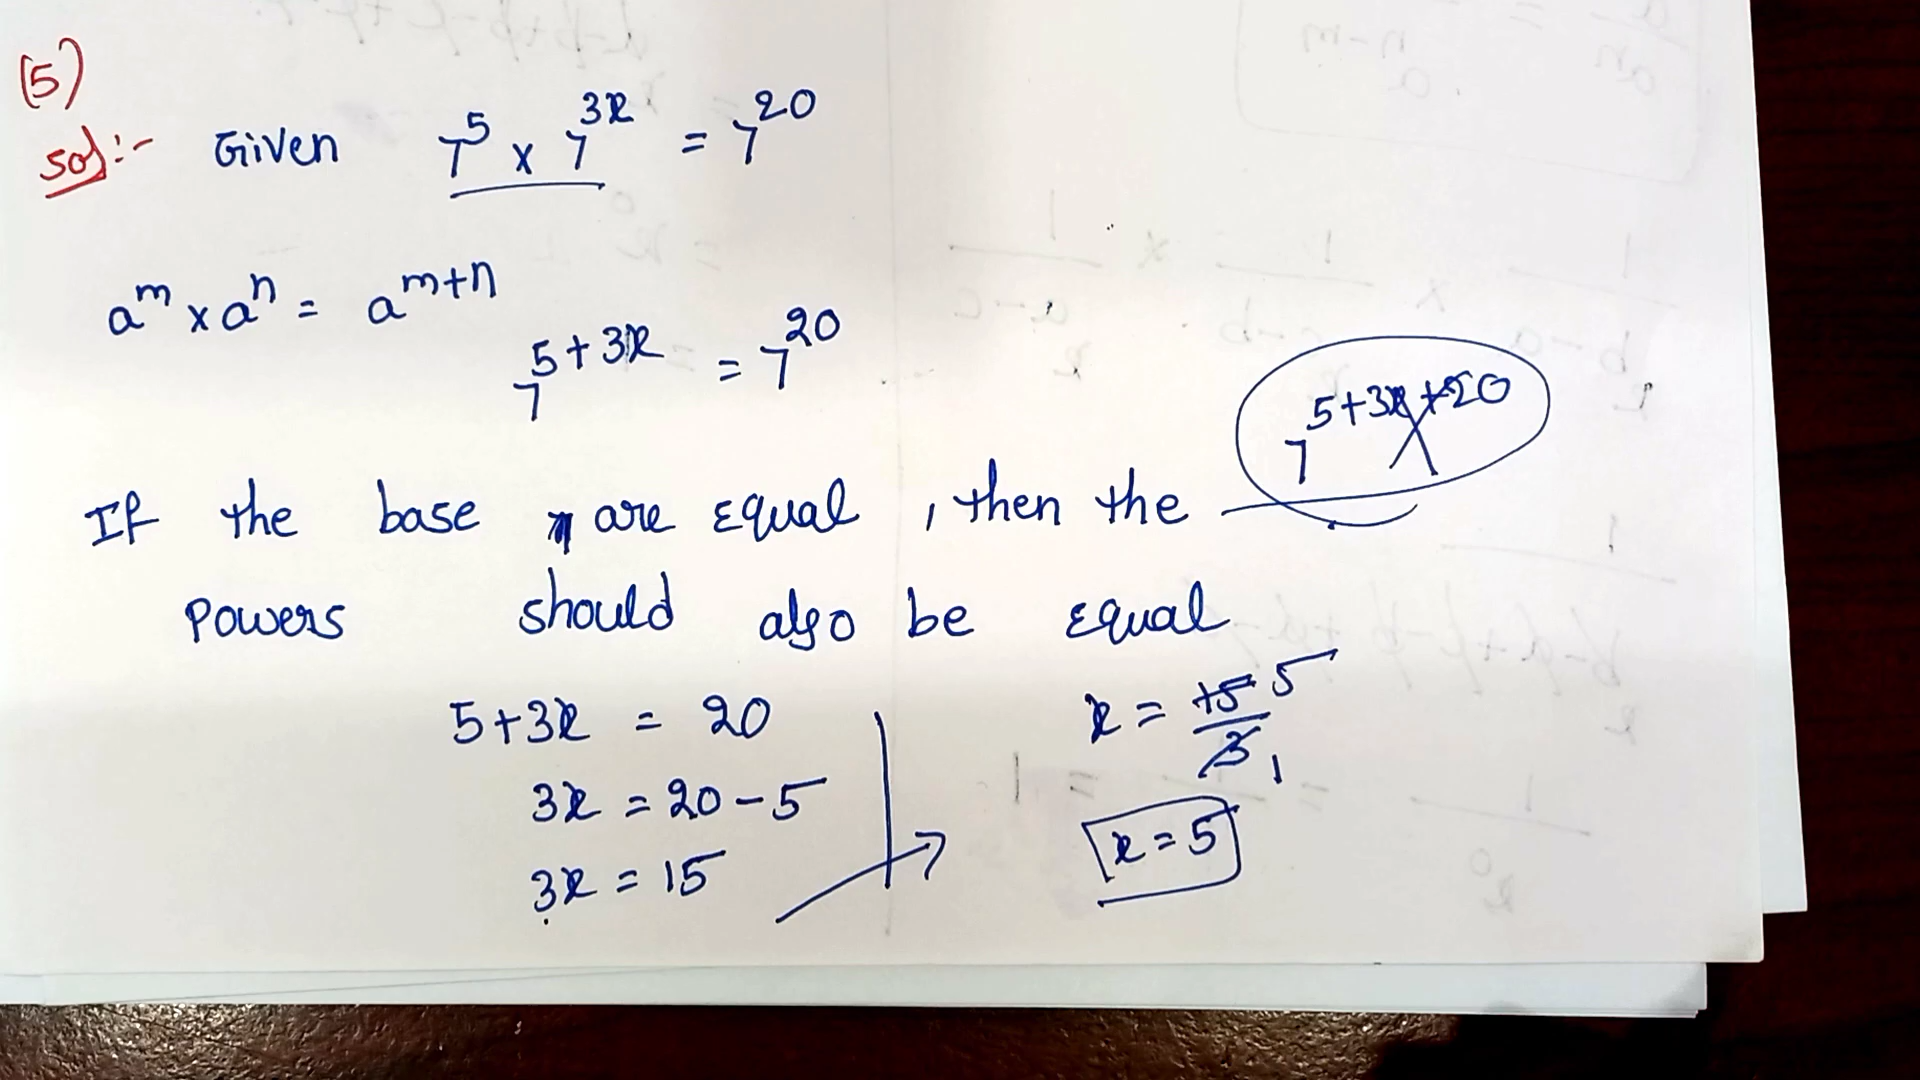 (5)
Sol:- Given 7^5 x 7^3x = 7^20
a^m x a^n = a^m+n
7^5+3x = 7^20
7^5+3x+20
If the base are Equal, then the
Powers should also be Equal
5+3x = 20
3x = 20-5
3x = 15
x = 15/3 5 1
x = 5